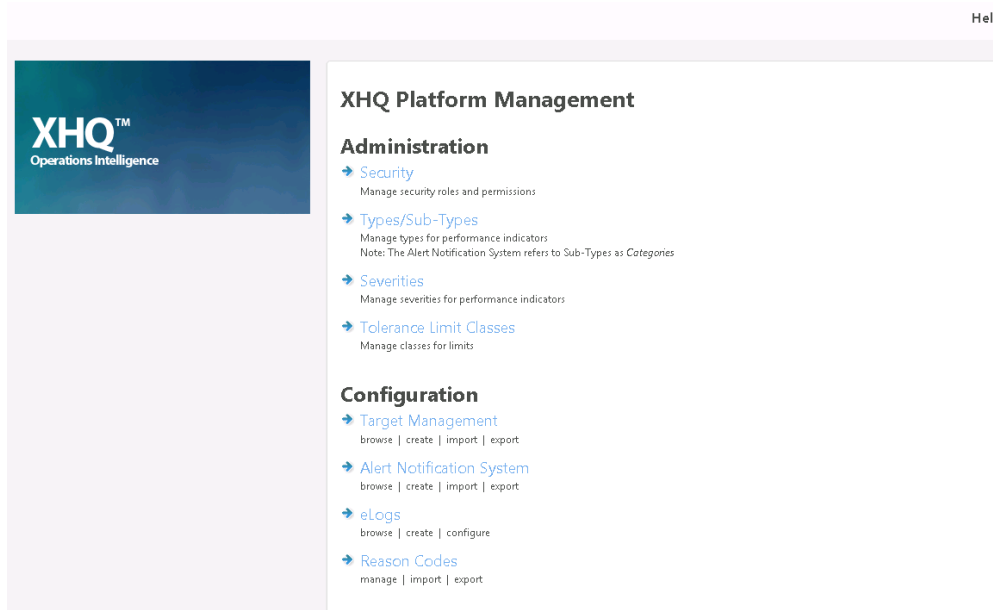 XHQ™
Operations Intelligence
XHQ Platform Management
Administration
Security
Manage security roles and permissions
Types/Sub-Types
Manage types for performance indicators
Note: The Alert Notification System refers to Sub-Types as Categories
Severities
Manage severities for performance indicators
Tolerance Limit Classes
Manage classes for limits
Configuration
Target Management
browse | create | import | export
Alert Notification System
browse | create | import | export
eLogs
browse | create | configure
Reason Codes
manage | import | export